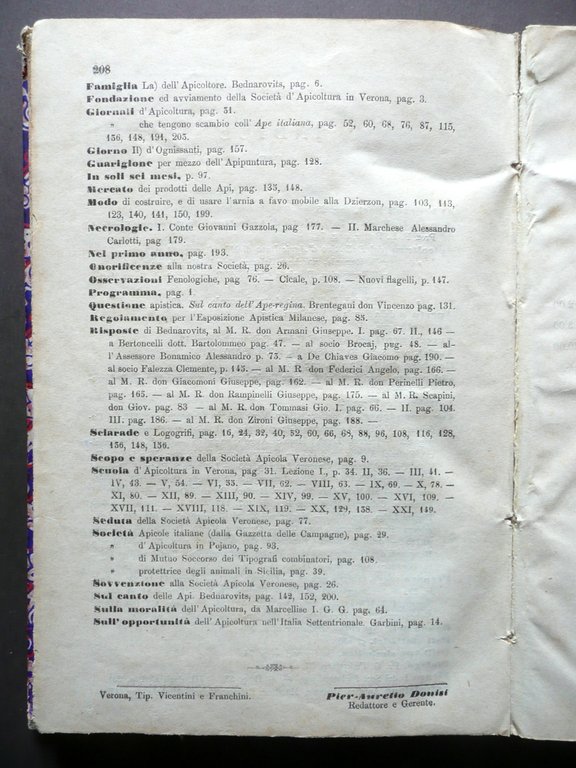 208
Famiglia La) dell'Apicoltore. Bednarovits, pag. 6.
Fondazione ed avviamento della Società d'Apicoltura in Verona, pag. 3.
Giornali d'Apicoltura, pag. 51.
" che tengono scambio coll'Ape italiana, pag. 52, 60, 68, 76, 87, 115,
136, 148, 191, 203.
Giorno II) d'Ognissanti, pag. 157.
Guarigione per mezzo dell'Apipuntura, pag. 128.
In soli sei mesi, p. 97.
Mercato dei prodotti delle Api, pag. 135, 148.
Modo di costruire, e di usare l'arnia a favo mobile alla Dzierzon, pag. 103, 113,
123, 140, 141, 150, 199.
Necrologie. I. Conte Giovanni Gazzola, pag 177. — II. Marchese Alessandro
Carlotti, pag 179.
Nel primo anno, pag. 193.
Onorificenze alla nostra Società, pag. 26.
Osservazioni Fenologiche, pag 76. — Cicale, p. 108. — Nuovi flagelli, p. 147.
Programma, pag. 1
Questione apistica. Sul canto dell'Ape-regina. Brentegani don Vincenzo pag. 131.
Regolamento per l'Esposizione Apistica Milanese, pag. 85.
Risposte di Bednarovits, al M. R. don Armani Giuseppe. I. pag. 67. II., 146 —
a Bertoncelli dott. Bartolommeo pag. 47. — al socio Brocaj, pag. 48. — al-
l'Assessore Bonamico Alessandro p. 73. — a De Chiaves Giacomo pag. 190. —
al socio Falezza Clemente, p. 143. — al M. R don Federici Angelo, pag. 166. —
al M. R. don Giacomoni Giuseppe, pag. 162. — al M. R. don Perinelli Pietro,
pag. 165. — al M. R. don Rampinelli Giuseppe, pag. 175. — al M. R. Scapini,
don Giov. pag. 83 — al M. R. don Tommasi Gio. I. pag. 66. — II. pag. 104.
III. pag. 186. — al M. R. don Zironi Giuseppe, pag. 188. —
Sciarade e Logogrifi, pag. 16, 24, 32, 40, 52, 60, 66, 68, 88, 96, 108, 116, 128,
136, 148, 156.
Scopo e speranze della Società Apicola Veronese, pag. 9.
Scuola d'Apicoltura in Verona, pag 31. Lezione I., p. 34. II, 36. — III, 41. —
IV, 43. — V, 54. — VI, 55. — VII, 62. — VIII, 63. — IX, 69. — X, 78. —
XI, 80. — XII, 89. — XIII, 90. — XIV, 99. — XV, 100. — XVI, 109. —
XVII, 111. — XVIII, 118. — XIX, 119. — XX, 129, 138. — XXI, 149.
Seduta della Società Apicola Veronese, pag. 77.
Società Apicole italiane (dalla Gazzetta delle Campagne), pag. 29.
" d'Apicoltura in Pojano, pag. 93.
" di Mutuo Soccorso dei Tipografi combinatori, pag. 108.
" protettrice degli animali in Sicilia, pag. 39.
Sovvenzione alla Società Apicola Veronese, pag. 26.
Sul canto delle Api. Bednarovits, pag. 142, 152, 200.
Sulla moralità dell'Apicoltura, da Marcellise I. G. G. pag. 64.
Sull'opportunità dell'Apicoltura nell'Italia Settentrionale. Garbini, pag. 14.
Verona, Tip. Vicentini e Franchini.
Pier-Aurelio Donisi
Redattore e Gerente.